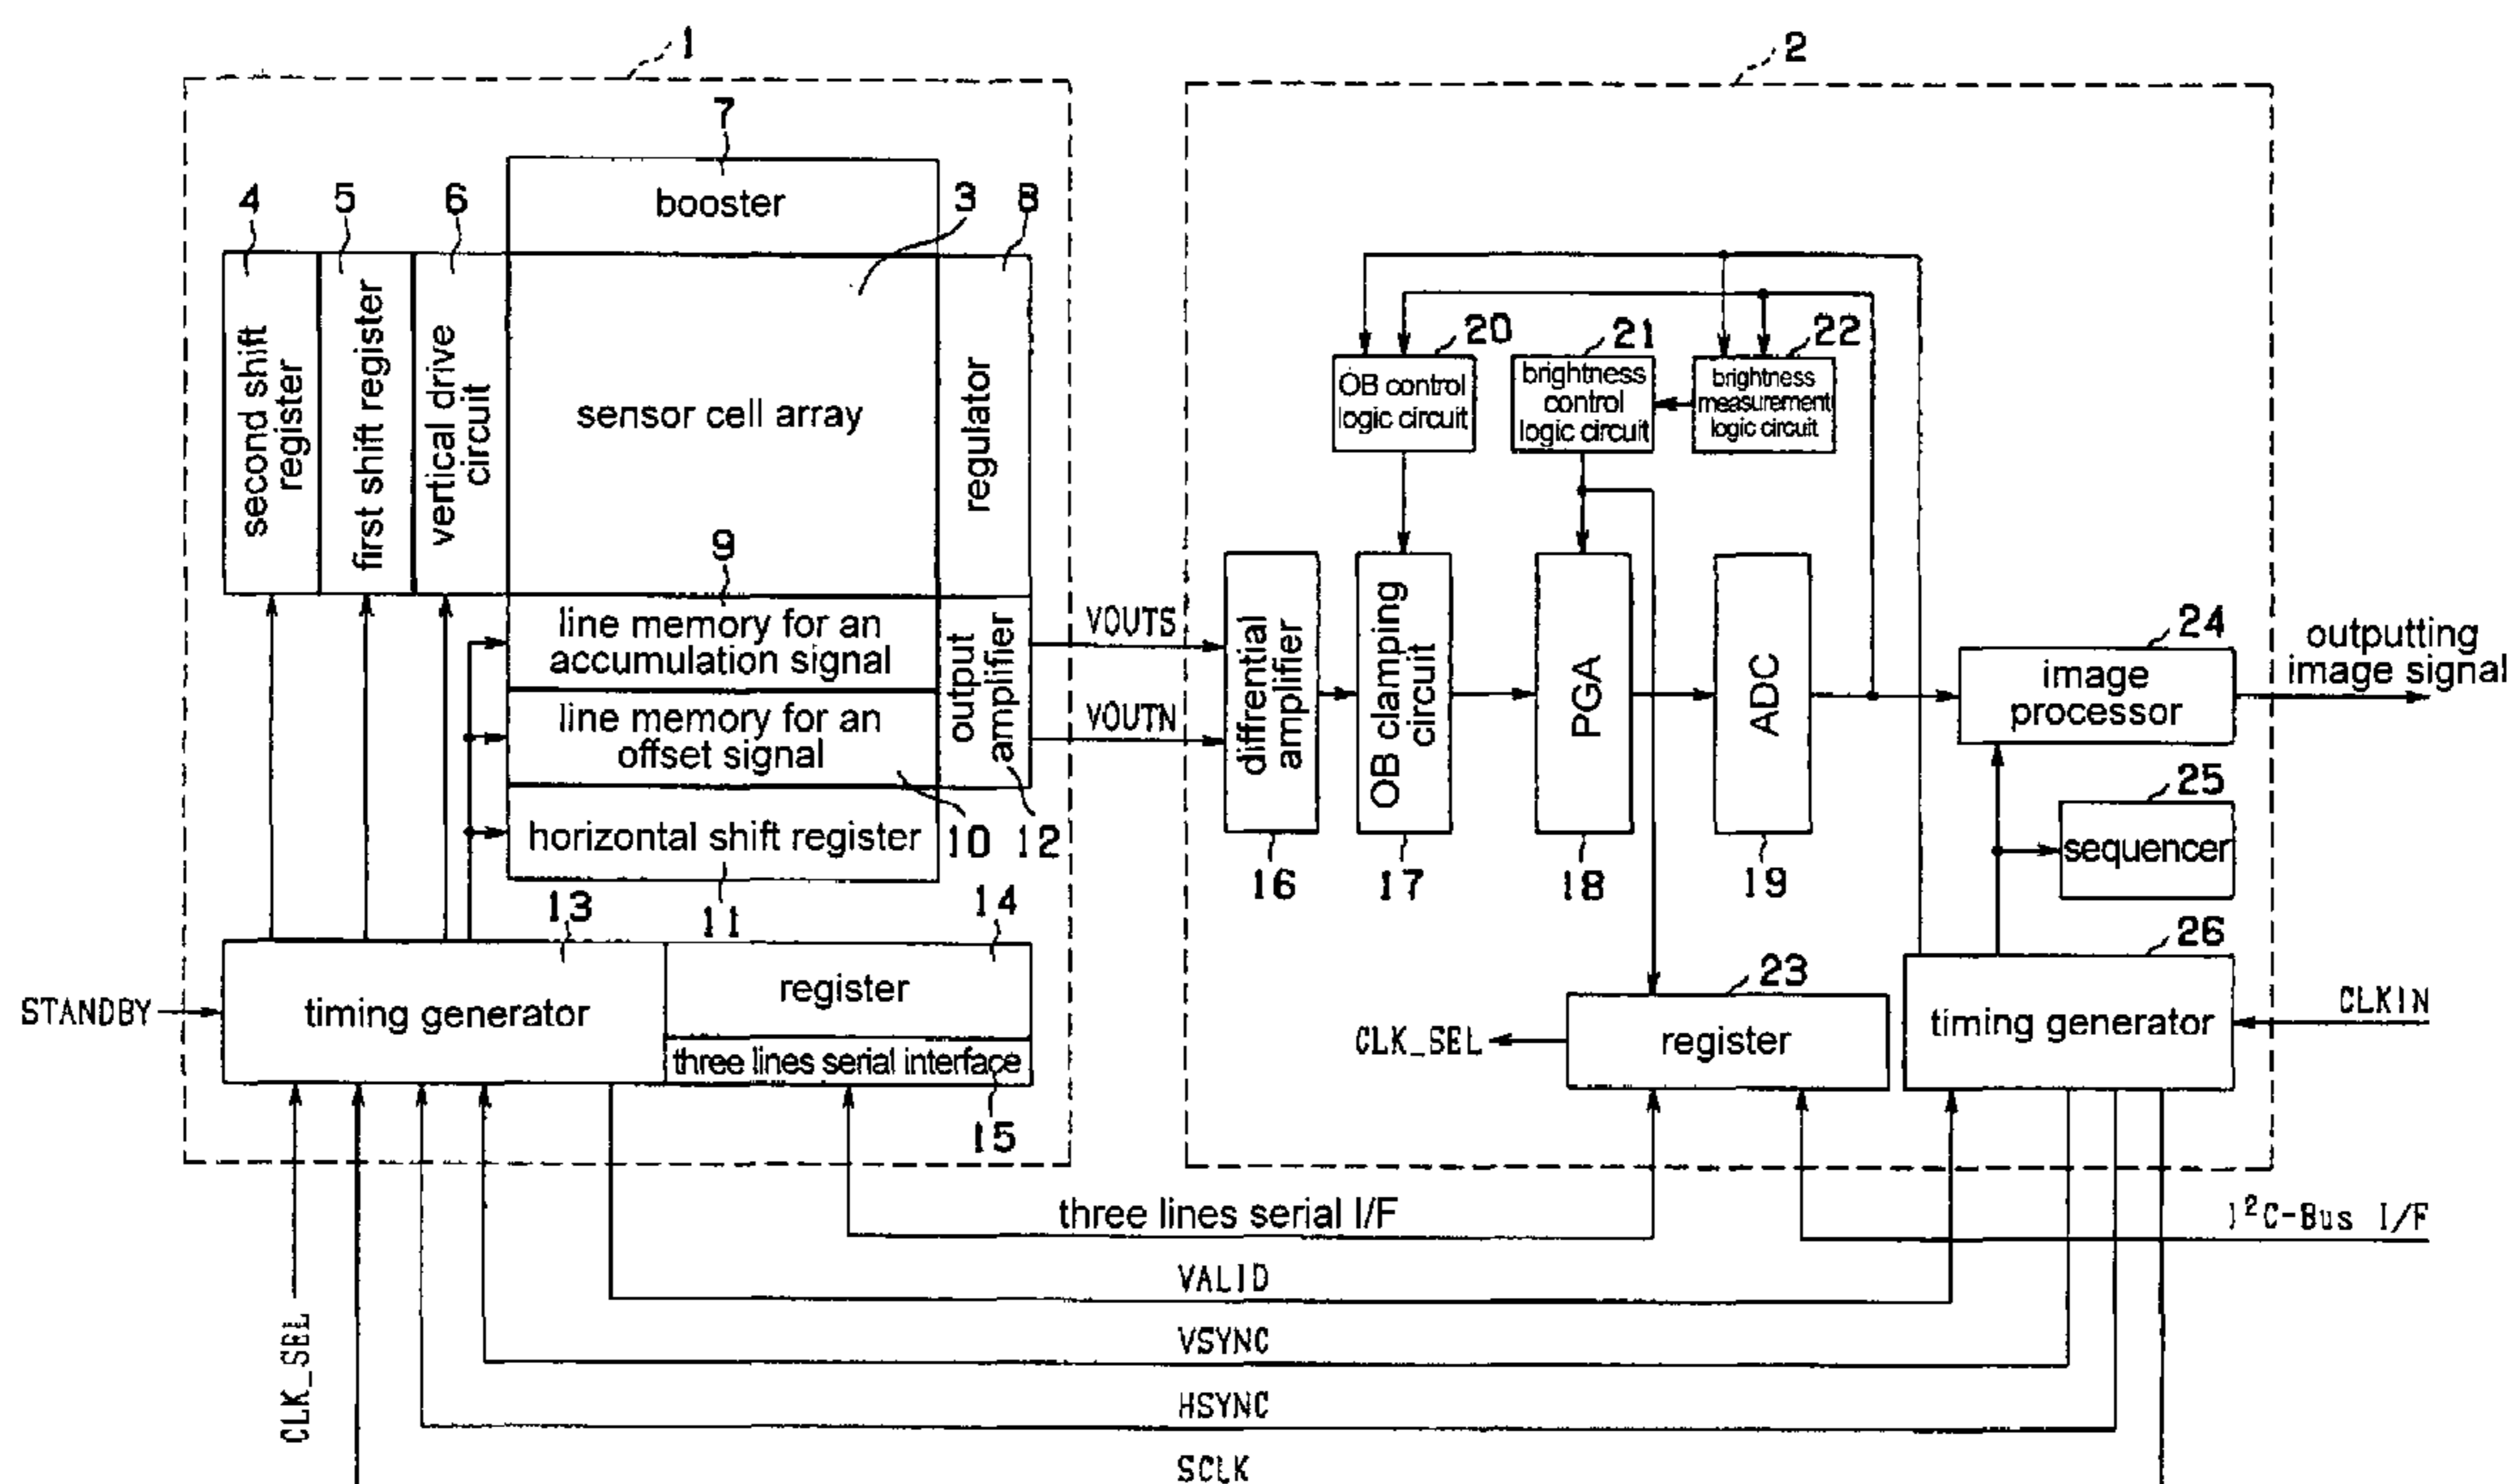 1
2
7
booster
4
5
6
3
8
second shift
register
first shift register
vertical drive
circuit
sensor cell array
regulator
9
line memory for an
accumulation signal
line memory for an
offset signal
output
amplifier
horizontal shift register
10
12
11
13
14
STANDBY
timing generator
register
three lines serial interface
15
VOUTS
VOUTN
20
21
22
OB control
logic circuit
brightness
control
logic circuit
brightness
measurement
logic circuit
diffrential
amplifier
OB clamping
circuit
PGA
ADC
16
17
18
19
24
image
processor
outputting
image signal
25
sequencer
26
timing generator
CLKIN
23
register
CLK_SEL
three lines serial I/F
I²C-Bus I/F
VALID
VSYNC
HSYNC
SCLK
CLK_SEL